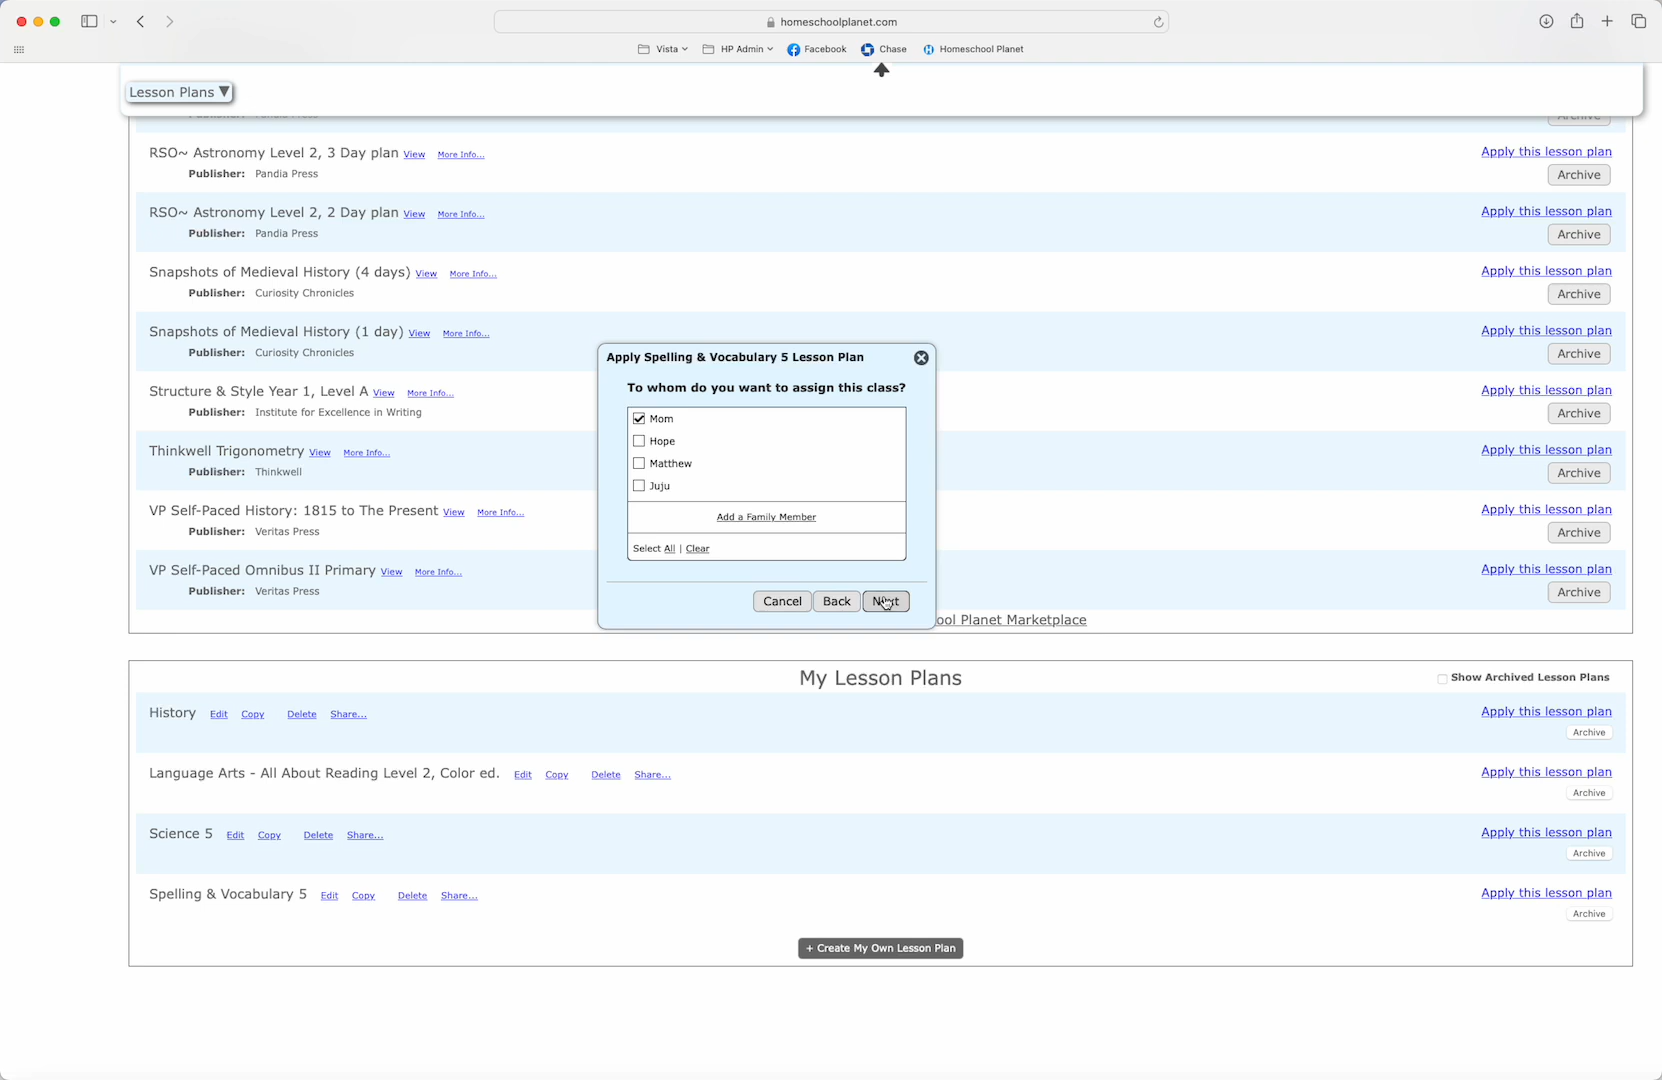 homeschoolplanet.com
Vista
HP Admin
Facebook
Chase
Homeschool Planet
Lesson Plans ▼
Archive
RSO~ Astronomy Level 2, 3 Day plan View More Info... Apply this lesson plan
Publisher: Pandia Press Archive
RSO~ Astronomy Level 2, 2 Day plan View More Info... Apply this lesson plan
Publisher: Pandia Press Archive
Snapshots of Medieval History (4 days) View More Info... Apply this lesson plan
Publisher: Curiosity Chronicles Archive
Snapshots of Medieval History (1 day) View More Info... Apply this lesson plan
Publisher: Curiosity Chronicles Archive
Structure & Style Year 1, Level A View More Info... Apply this lesson plan
Publisher: Institute for Excellence in Writing Archive
Thinkwell Trigonometry View More Info... Apply this lesson plan
Publisher: Thinkwell Archive
VP Self-Paced History: 1815 to The Present View More Info... Apply this lesson plan
Publisher: Veritas Press Archive
VP Self-Paced Omnibus II Primary View More Info... Apply this lesson plan
Publisher: Veritas Press Archive
ool Planet Marketplace
Apply Spelling & Vocabulary 5 Lesson Plan
To whom do you want to assign this class?
Mom
Hope
Matthew
Juju
Add a Family Member
Select All | Clear
Cancel Back Next
My Lesson Plans
Show Archived Lesson Plans
History Edit Copy Delete Share... Apply this lesson plan
Archive
Language Arts - All About Reading Level 2, Color ed. Edit Copy Delete Share... Apply this lesson plan
Archive
Science 5 Edit Copy Delete Share... Apply this lesson plan
Archive
Spelling & Vocabulary 5 Edit Copy Delete Share... Apply this lesson plan
Archive
+ Create My Own Lesson Plan